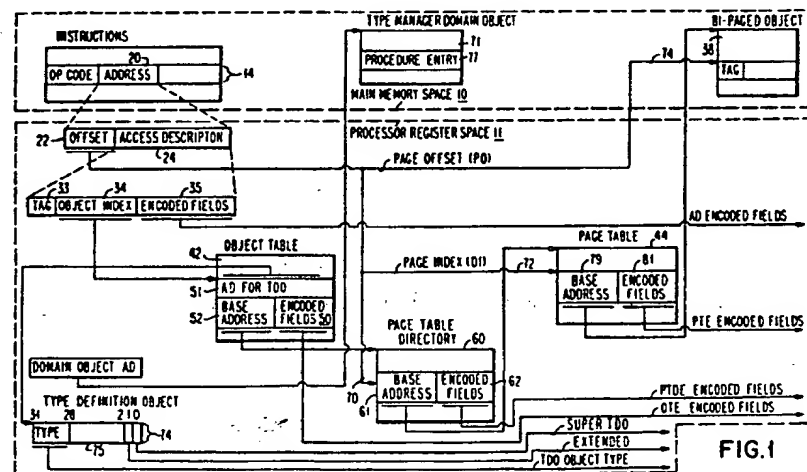 INSTRUCTIONS
20
OP CODE ADDRESS
14
TYPE MANAGER DOMAIN OBJECT
71
PROCEDURE ENTRY 77
MAIN MEMORY SPACE 10
BI-PAGED OBJECT
38
74
TAG
PROCESSOR REGISTER SPACE 11
22 OFFSET ACCESS DESCRIPTON
24
PAGE OFFSET (PO)
33 34 35
TAG OBJECT INDEX ENCODED FIELDS
AD ENCODED FIELDS
OBJECT TABLE
42
51 AD FOR TDO
52 BASE ADDRESS ENCODED FIELDS 50
PAGE TABLE 44
PAGE INDEX (DI) 72
79 81
BASE ADDRESS ENCODED FIELDS
PTE ENCODED FIELDS
PAGE TABLE DIRECTORY
60
70
BASE ADDRESS ENCODED FIELDS
61 62
DOMAIN OBJECT AD
TYPE DEFINITION OBJECT
31 28 2 1 0
TYPE 74
75
PTDE ENCODED FIELDS
OTE ENCODED FIELDS
SUPER TDO
EXTENDED
TDO OBJECT TYPE
FIG.1